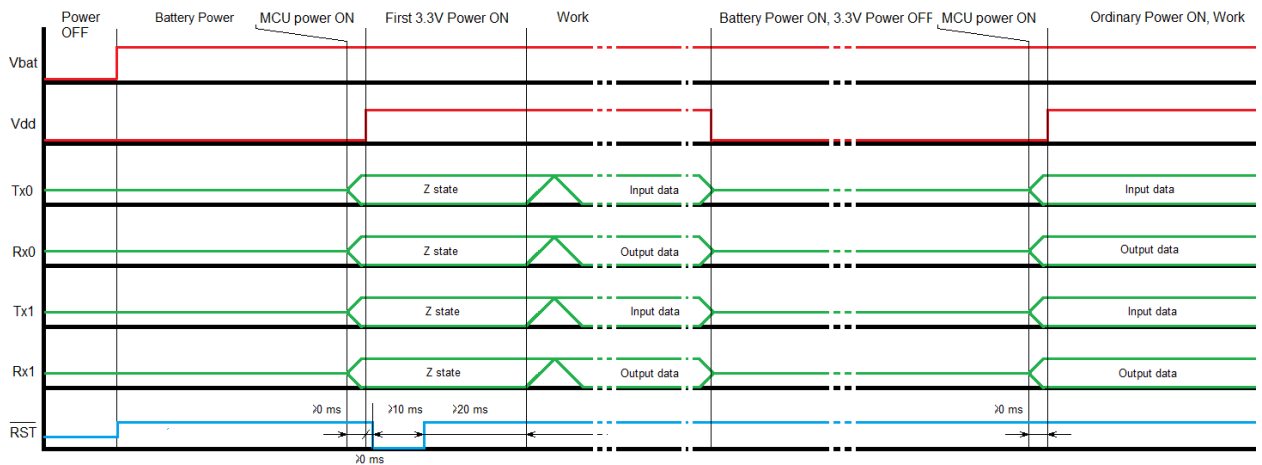 Power OFF
Battery Power
MCU power ON
First 3.3V Power ON
Work
Battery Power ON, 3.3V Power OFF
MCU power ON
Ordinary Power ON, Work
Vbat
Vdd
Tx0
Z state
Input data
Input data
Rx0
Z state
Output data
Output data
Tx1
Z state
Input data
Input data
Rx1
Z state
Output data
Output data
RST
>0 ms
>10 ms
>20 ms
>0 ms
>0 ms